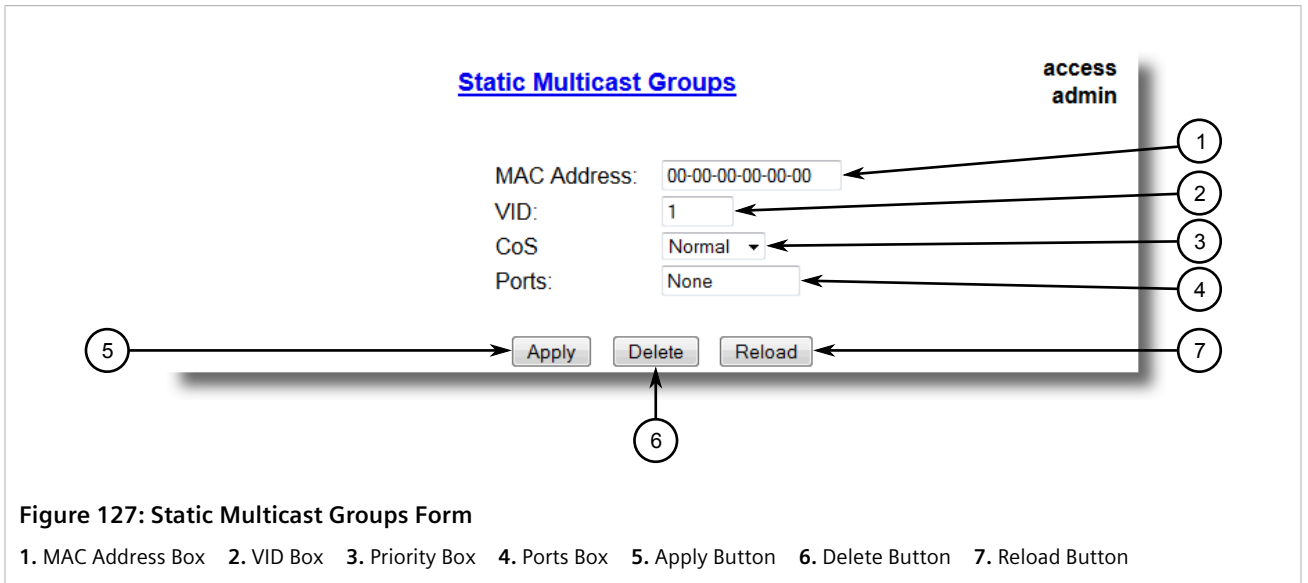 Static Multicast Groups
access
admin
1
MAC Address: 00-00-00-00-00-00
2
VID: 1
3
CoS Normal
Ports: None
4
5
Apply Delete Reload
7
6
Figure 127: Static Multicast Groups Form
1. MAC Address Box 2. VID Box 3. Priority Box 4. Ports Box 5. Apply Button 6. Delete Button 7. Reload Button